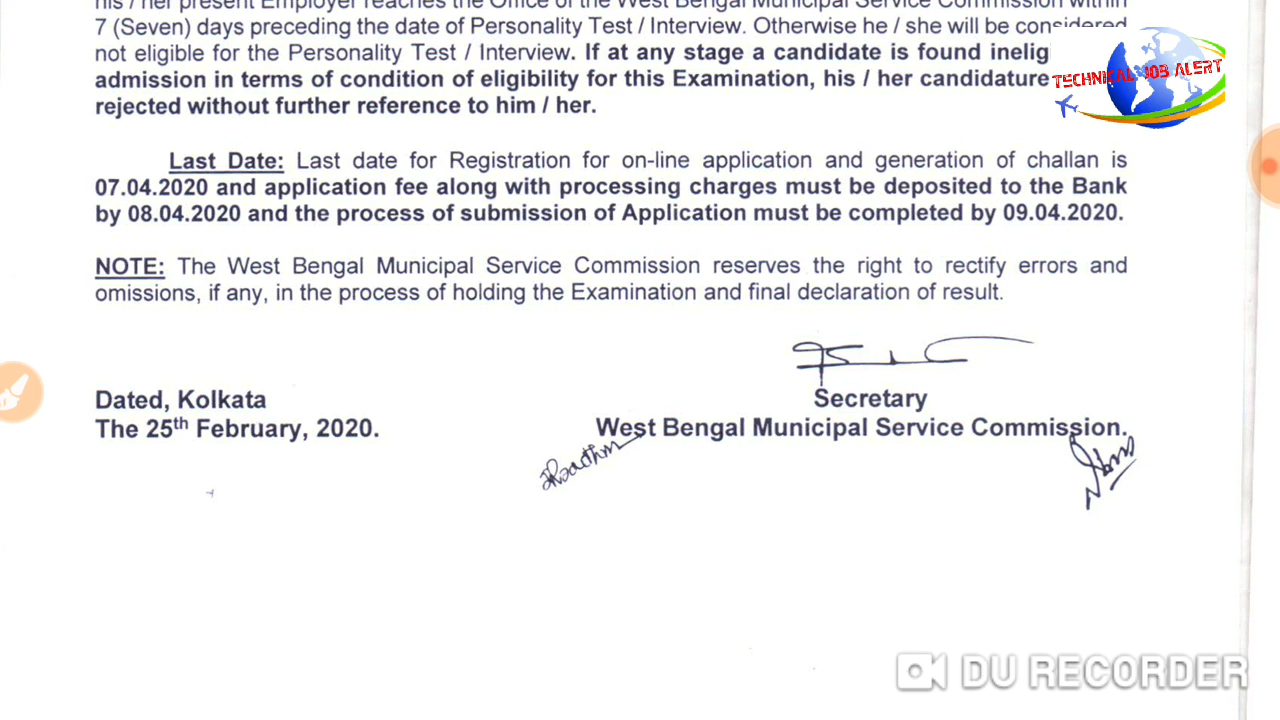 his / her present Employer reaches the Office of the West Bengal Municipal Service Commission within
7 (Seven) days preceding the date of Personality Test / Interview. Otherwise he / she will be considered
not eligible for the Personality Test / Interview. If at any stage a candidate is found
admission in terms of condition of eligibility for this Examination, his / her candidature
rejected without further reference to him / her.
TECHNICAL JOB ALERT
Last Date: Last date for Registration for on-line application and generation of challan is
07.04.2020 and application fee along with processing charges must be deposited to the Bank
by 08.04.2020 and the process of submission of Application must be completed by 09.04.2020.
NOTE: The West Bengal Municipal Service Commission reserves the right to rectify errors and
omissions, if any, in the process of holding the Examination and final declaration of result.
Dated, Kolkata
The 25th February, 2020.
Secretary
West Bengal Municipal Service Commission.
DU RECORDER